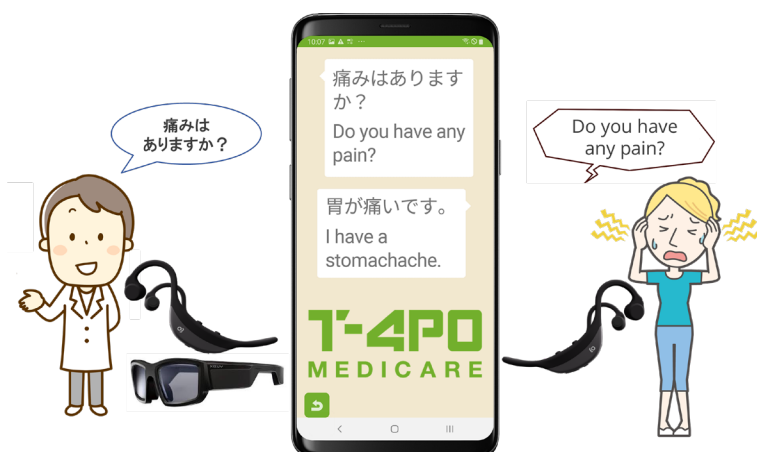 痛みは
ありますか？
10:07
痛みはあります
か？
Do you have any
pain?
胃が痛いです。
I have a
stomachache.
T-4PO
MEDICARE
Do you have
any pain?